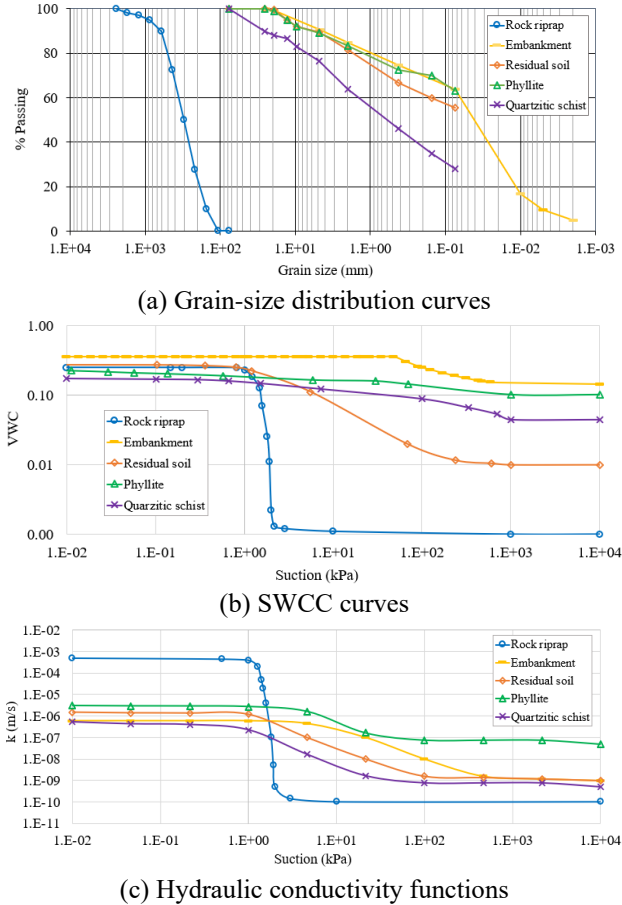 100
80
60
40
20
0
% Passing
Rock riprap
Embankment
Residual soil
Phyllite
Quartzitic schist
1.E+04 1.E+03 1.E+02 1.E+01 1.E+00 1.E-01 1.E-02 1.E-03
Grain size (mm)
(a) Grain-size distribution curves
1.00
0.10
0.01
0.00
VWC
Rock riprap
Embankment
Residual soil
Phyllite
Quartzitic schist
1.E-02 1.E-01 1.E+00 1.E+01 1.E+02 1.E+03 1.E+04
Suction (kPa)
(b) SWCC curves
1.E-02
1.E-03
1.E-04
1.E-05
1.E-06
1.E-07
1.E-08
1.E-09
1.E-10
1.E-11
k (m/s)
Rock riprap
Embankment
Residual soil
Phyllite
Quartzitic schist
1.E-02 1.E-01 1.E+00 1.E+01 1.E+02 1.E+03 1.E+04
Suction (kPa)
(c) Hydraulic conductivity functions